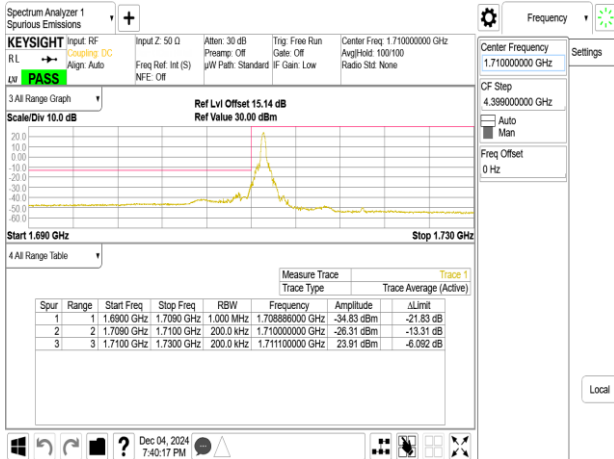 Spectrum Analyzer 1
Spurious Emissions
Frequency
Settings
KEYSIGHT
RL
LXI PASS
Input: RF
Coupling: DC
Align: Auto
Input Z: 50 Ω
Freq Ref: Int (S)
NFE: Off
Atten: 30 dB
Preamp: Off
µW Path: Standard
Trig: Free Run
Gate: Off
IF Gain: Low
Center Freq: 1.710000000 GHz
Avg|Hold: 100/100
Radio Std: None
Center Frequency
1.710000000 GHz
CF Step
4.399000000 GHz
Auto
Man
Freq Offset
0 Hz
Local
3 All Range Graph
Scale/Div 10.0 dB
Ref Lvl Offset 15.14 dB
Ref Value 30.00 dBm
20.0
10.0
0.00
-10.0
-20.0
-30.0
-40.0
-50.0
-60.0
Start 1.690 GHz
Stop 1.730 GHz
4 All Range Table
Measure Trace Trace 1
Trace Type Trace Average (Active)
Spur Range Start Freq Stop Freq RBW Frequency Amplitude ΔLimit
1 1 1.6900 GHz 1.7090 GHz 1.000 MHz 1.708886000 GHz -34.83 dBm -21.83 dB
2 2 1.7090 GHz 1.7100 GHz 200.0 kHz 1.710000000 GHz -26.31 dBm -13.31 dB
3 3 1.7100 GHz 1.7300 GHz 200.0 kHz 1.711100000 GHz 23.91 dBm -6.092 dB
?
Dec 04, 2024
7:40:17 PM